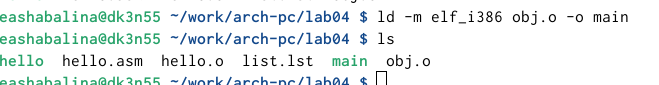 eashabalina@dk3n55 ~/work/arch-pc/lab04 $ ld -m elf_i386 obj.o -o main
eashabalina@dk3n55 ~/work/arch-pc/lab04 $ ls
hello hello.asm hello.o list.lst main obj.o
eashabalina@dk3n55 ~/work/arch-pc/lab04 $